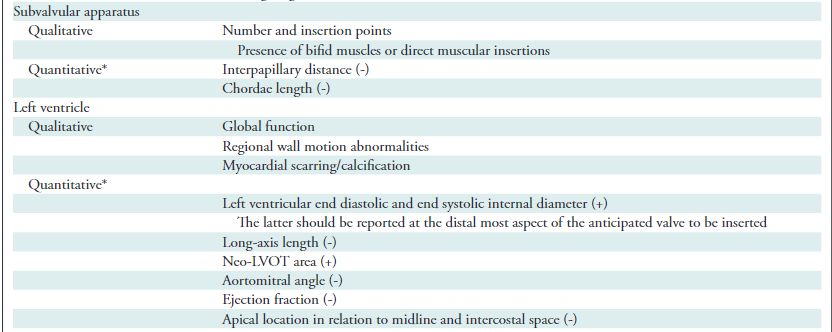 Subvalvular apparatus
Qualitative Number and insertion points
Presence of bifid muscles or direct muscular insertions
Quantitative* Interpapillary distance (-)
Chordae length (-)
Left ventricle
Qualitative Global function
Regional wall motion abnormalities
Myocardial scarring/calcification
Quantitative*
Left ventricular end diastolic and end systolic internal diameter (+)
The latter should be reported at the distal most aspect of the anticipated valve to be inserted
Long-axis length (-)
Neo-LVOT area (+)
Aortomitral angle (-)
Ejection fraction (-)
Apical location in relation to midline and intercostal space (-)